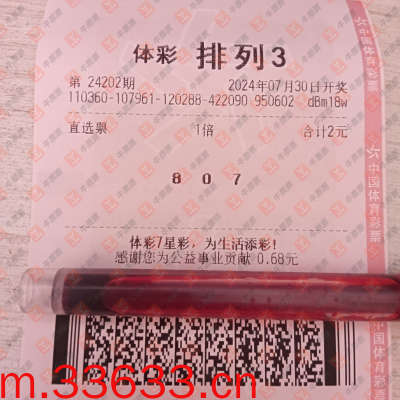 体彩 排列3
第 24202期 2024年07月30日开奖
110360-107961-120288-422090 950602 dBm18w
直选票 1倍 合计2元
8 0 7
体彩7星彩，为生活添彩！
感谢您为公益事业贡献 0.68元
中国体育彩票
中国体育彩票
m.33633.cn